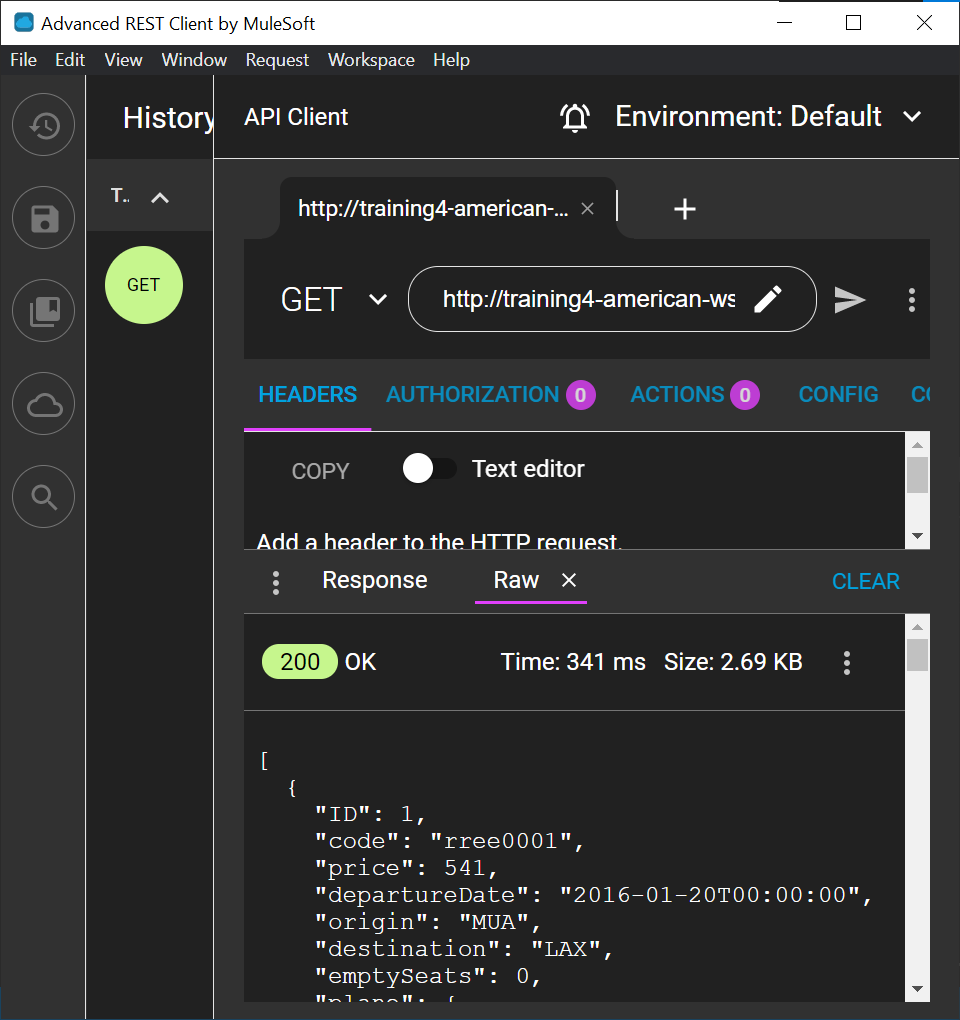 Advanced REST Client by MuleSoft
File Edit View Window Request Workspace Help
History
API Client
Environment: Default
T..
http://training4-american-...
GET
GET
http://training4-american-ws
HEADERS AUTHORIZATION 0 ACTIONS 0 CONFIG
COPY
Text editor
Add a header to the HTTP request.
Response
Raw
CLEAR
200 OK
Time: 341 ms Size: 2.69 KB
[
{
"ID": 1,
"code": "rree0001",
"price": 541,
"departureDate": "2016-01-20T00:00:00",
"origin": "MUA",
"destination": "LAX",
"emptySeats": 0,
"plane": {